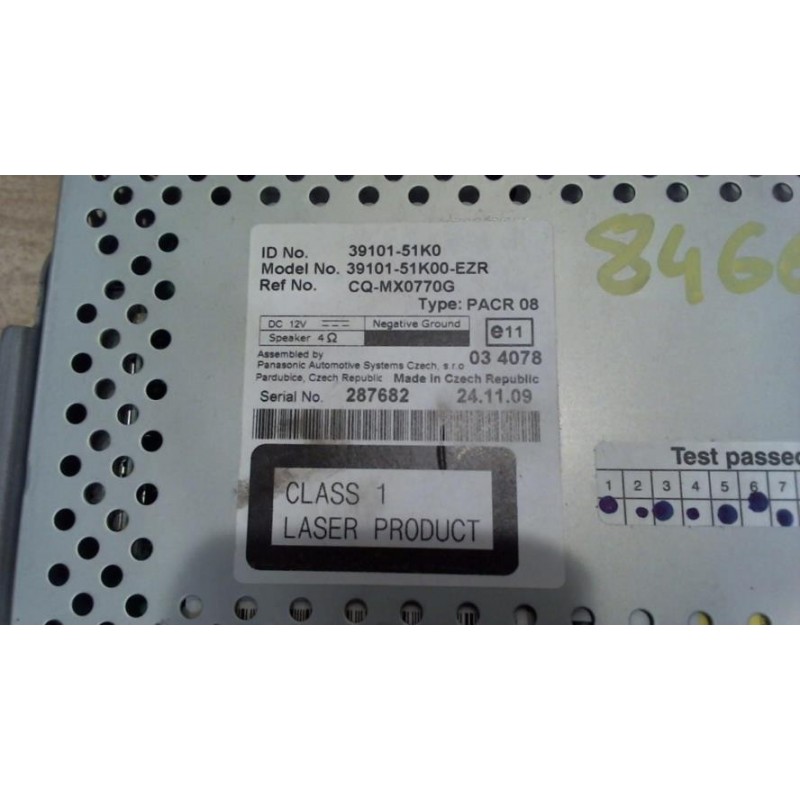 ID No. 39101-51K0
Model No. 39101-51K00-EZR
Ref No. CQ-MX0770G
Type: PACR 08
DC 12V Negative Ground
Speaker 4Ω
e11
03 4078
Assembled by
Panasonic Automotive Systems Czech, s.r.o
Pardubice, Czech Republic Made in Czech Republic
Serial No. 287682 24.11.09
CLASS 1
LASER PRODUCT
846
Test passed
1 2 3 4 5 6 7